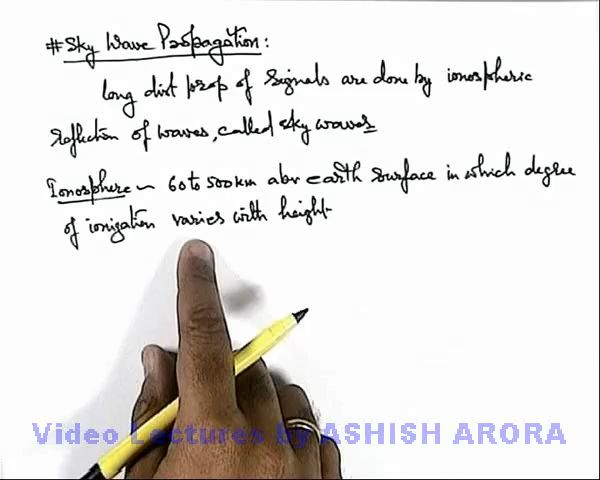 # Sky Wave Propagation :
long dist prop of signals are done by ionospheric
reflection of waves, called sky waves
Ionosphere ~ 60 to 500km abv earth surface in which degree
of ionization varies with height
Video Lectures by ASHISH ARORA